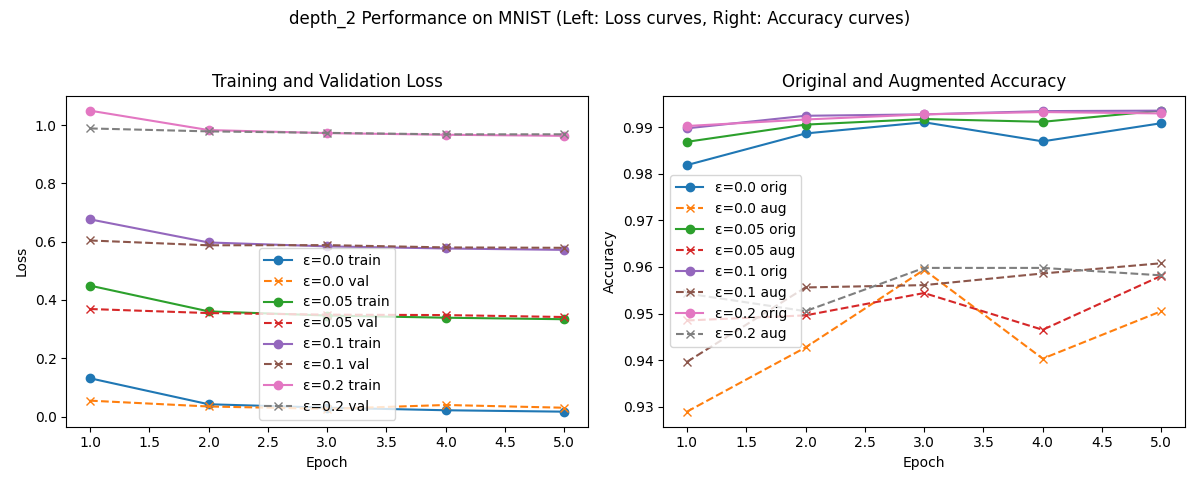 depth_2 Performance on MNIST (Left: Loss curves, Right: Accuracy curves)
Training and Validation Loss
1.0
0.8
0.6
0.4
0.2
0.0
Loss
ε=0.0 train
ε=0.0 val
ε=0.05 train
ε=0.05 val
ε=0.1 train
ε=0.1 val
ε=0.2 train
ε=0.2 val
1.0 1.5 2.0 2.5 3.0 3.5 4.0 4.5 5.0
Epoch
Original and Augmented Accuracy
0.99
0.98
0.97
0.96
0.95
0.94
0.93
Accuracy
ε=0.0 orig
ε=0.0 aug
ε=0.05 orig
ε=0.05 aug
ε=0.1 orig
ε=0.1 aug
ε=0.2 orig
ε=0.2 aug
1.0 1.5 2.0 2.5 3.0 3.5 4.0 4.5 5.0
Epoch